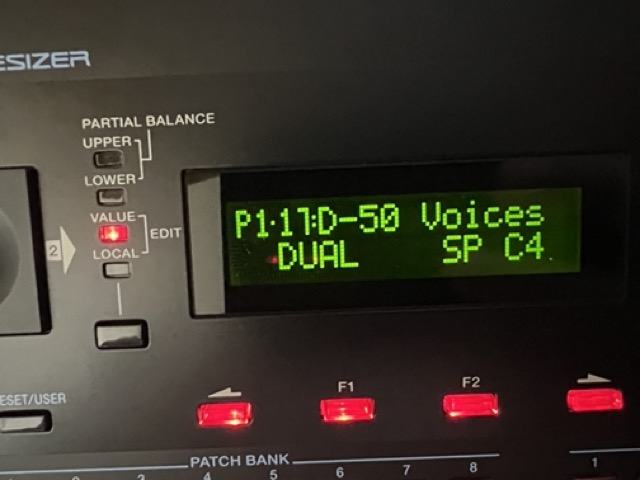 ESIZER
PARTIAL BALANCE
UPPER
LOWER
VALUE
EDIT
LOCAL
2
P1·17:D-50 Voices
DUAL SP C4
ESET/USER
F1
F2
PATCH BANK
4 5 6 7 8 1